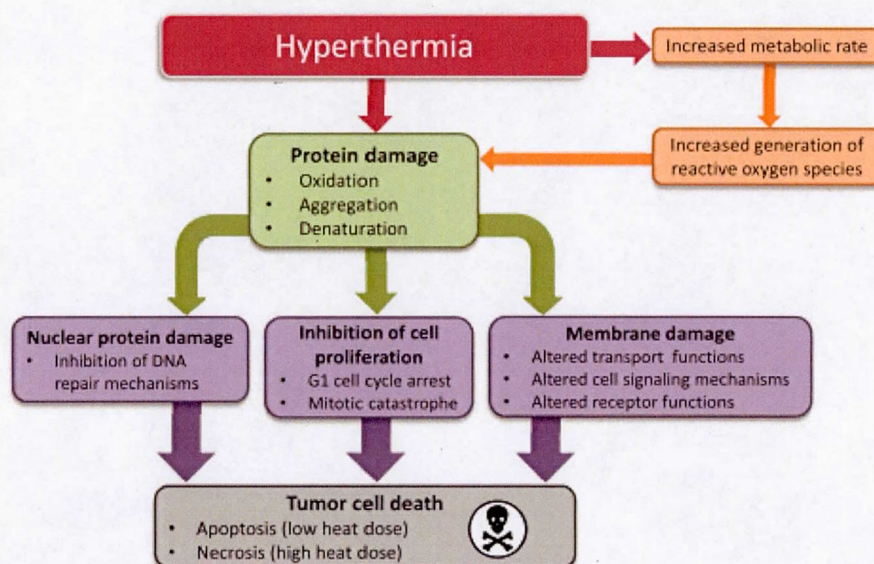 Hyperthermia
Increased metabolic rate
Increased generation of
reactive oxygen species
Protein damage
• Oxidation
• Aggregation
• Denaturation
Nuclear protein damage
• Inhibition of DNA
repair mechanisms
Inhibition of cell
proliferation
• G1 cell cycle arrest
• Mitotic catastrophe
Membrane damage
• Altered transport functions
• Altered cell signaling mechanisms
• Altered receptor functions
Tumor cell death
• Apoptosis (low heat dose)
• Necrosis (high heat dose)